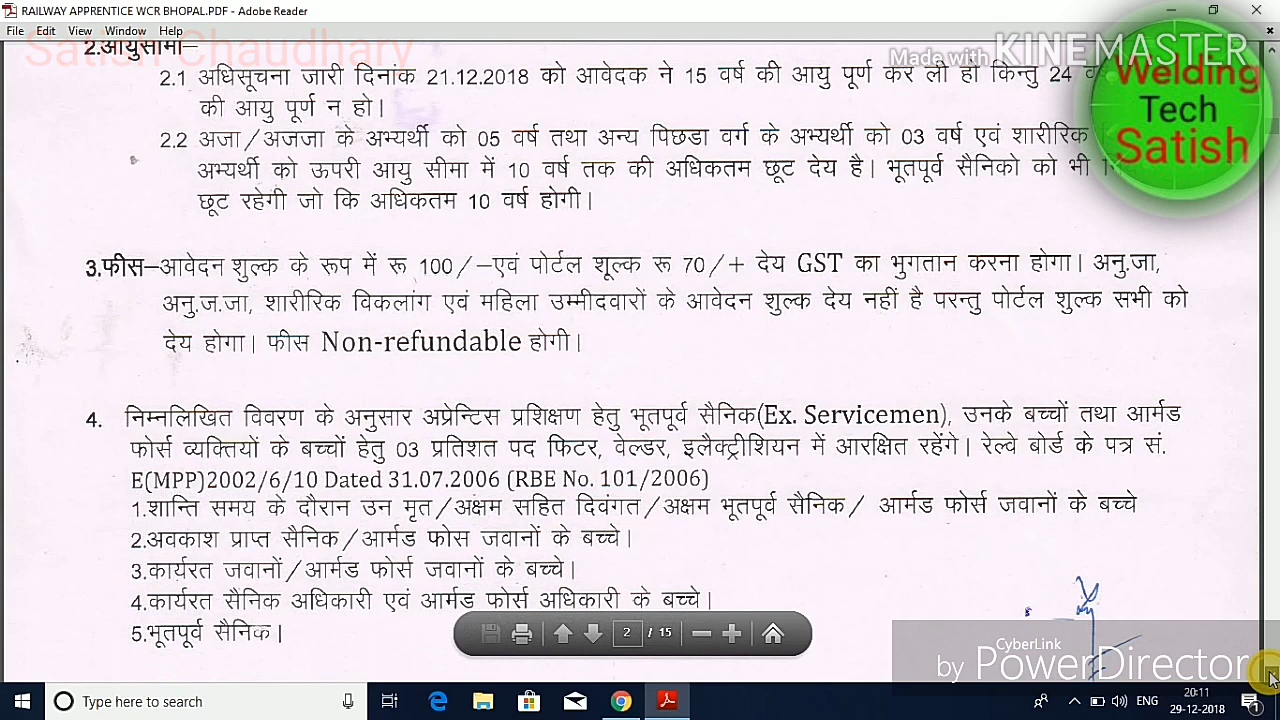 RAILWAY APPRENTICE WCR BHOPAL.PDF - Adobe Reader
File Edit View Window Help
Satish Chaudhary
Made with KINEMASTER
Welding
Tech
Satish
2.आयुसीमा–
2.1 अधिसूचना जारी दिनांक 21.12.2018 को आवेदक ने 15 वर्ष की आयु पूर्ण कर ली हो किन्तु 24
की आयु पूर्ण न हो।
2.2 अजा/अजजा के अभ्यर्थी को 05 वर्ष तथा अन्य पिछडा वर्ग के अभ्यर्थी को 03 वर्ष एवं शारीरिक
अभ्यर्थी को ऊपरी आयु सीमा में 10 वर्ष तक की अधिकतम छूट देय है। भूतपूर्व सैनिको को भी
छूट रहेगी जो कि अधिकतम 10 वर्ष होगी।
3.फीस–आवेदन शुल्क के रूप में रू 100/–एवं पोर्टल शूल्क रू 70/+ देय GST का भुगतान करना होगा। अनु.जा,
अनु.ज.जा, शारीरिक विकलांग एवं महिला उम्मीदवारों के आवेदन शुल्क देय नहीं है परन्तु पोर्टल शुल्क सभी को
देय होगा। फीस Non-refundable होगी।
4. निम्नलिखित विवरण के अनुसार अप्रेन्टिस प्रशिक्षण हेतु भूतपूर्व सैनिक(Ex. Servicemen), उनके बच्चों तथा आर्मड
फोर्स व्यक्तियों के बच्चों हेतु 03 प्रतिशत पद फिटर, वेल्डर, इलैक्ट्रीशियन में आरक्षित रहेंगे। रेल्वे बोर्ड के पत्र सं.
E(MPP)2002/6/10 Dated 31.07.2006 (RBE No. 101/2006)
1.शान्ति समय के दौरान उन मृत/अक्षम सहित दिवंगत/अक्षम भूतपूर्व सैनिक/ आर्मड फोर्स जवानों के बच्चे
2.अवकाश प्राप्त सैनिक/आर्मड फोस जवानों के बच्चे।
3.कार्यरत जवानों/आर्मड फोर्स जवानों के बच्चे।
4.कार्यरत सैनिक अधिकारी एवं आर्मड फोर्स अधिकारी के बच्चे।
5.भूतपूर्व सैनिक।
2 / 15
CyberLink
by PowerDirector
Type here to search
ENG
20:11
29-12-2018
1